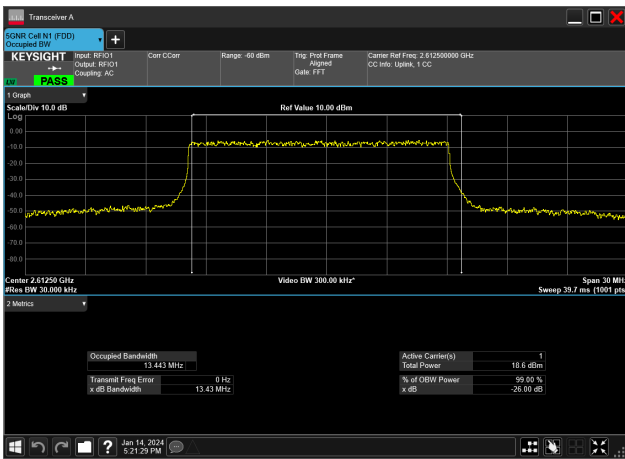 Transceiver A
5GNR Cell N1 (FDD)
Occupied BW
KEYSIGHT
LXI
PASS
Input: RFIO1
Output: RFIO1
Coupling: AC
Corr CCorr
Range: -60 dBm
Trig: Prot Frame
Aligned
Gate: FFT
Carrier Ref Freq: 2.612500000 GHz
CC Info: Uplink, 1 CC
1 Graph
Scale/Div 10.0 dB
Ref Value 10.00 dBm
Log
0.00
-10.0
-20.0
-30.0
-40.0
-50.0
-60.0
-70.0
-80.0
Center 2.61250 GHz
Video BW 300.00 kHz*
Span 30 MHz
#Res BW 30.000 kHz
Sweep 39.7 ms (1001 pts
2 Metrics
Occupied Bandwidth
13.443 MHz
Active Carrier(s) 1
Total Power 18.6 dBm
Transmit Freq Error 0 Hz
x dB Bandwidth 13.43 MHz
% of OBW Power 99.00 %
x dB -26.00 dB
?
Jan 14, 2024
5:21:29 PM